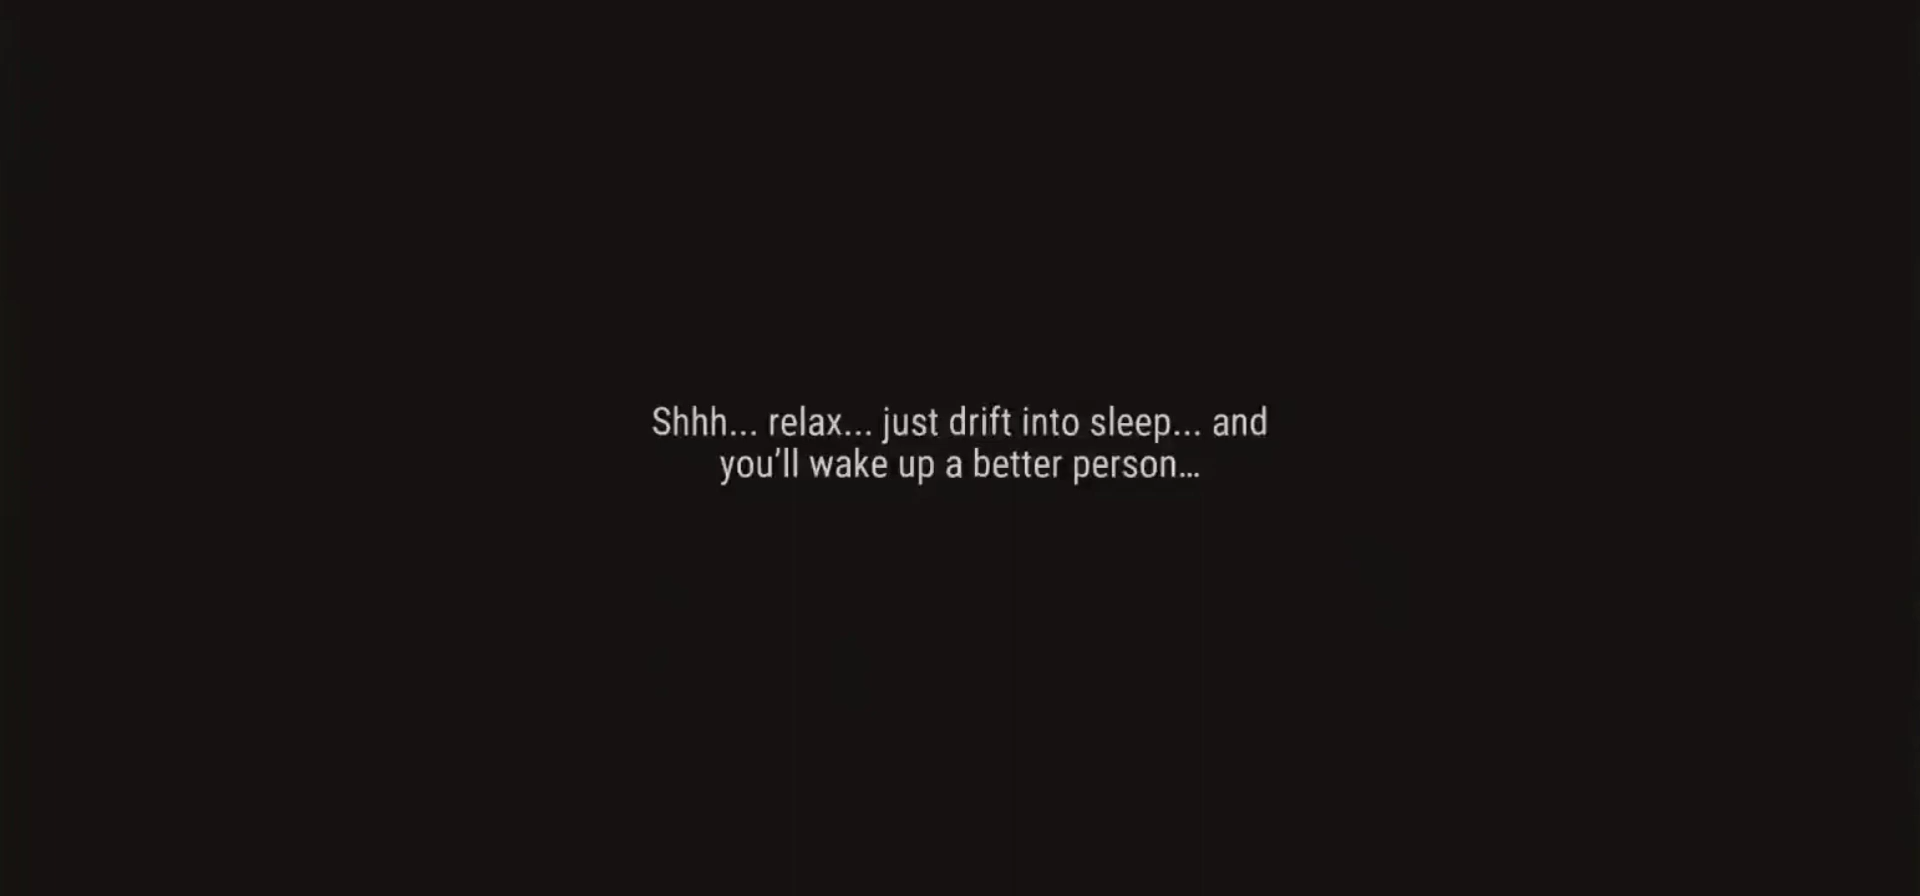 Shhh... relax... just drift into sleep... and
you’ll wake up a better person…